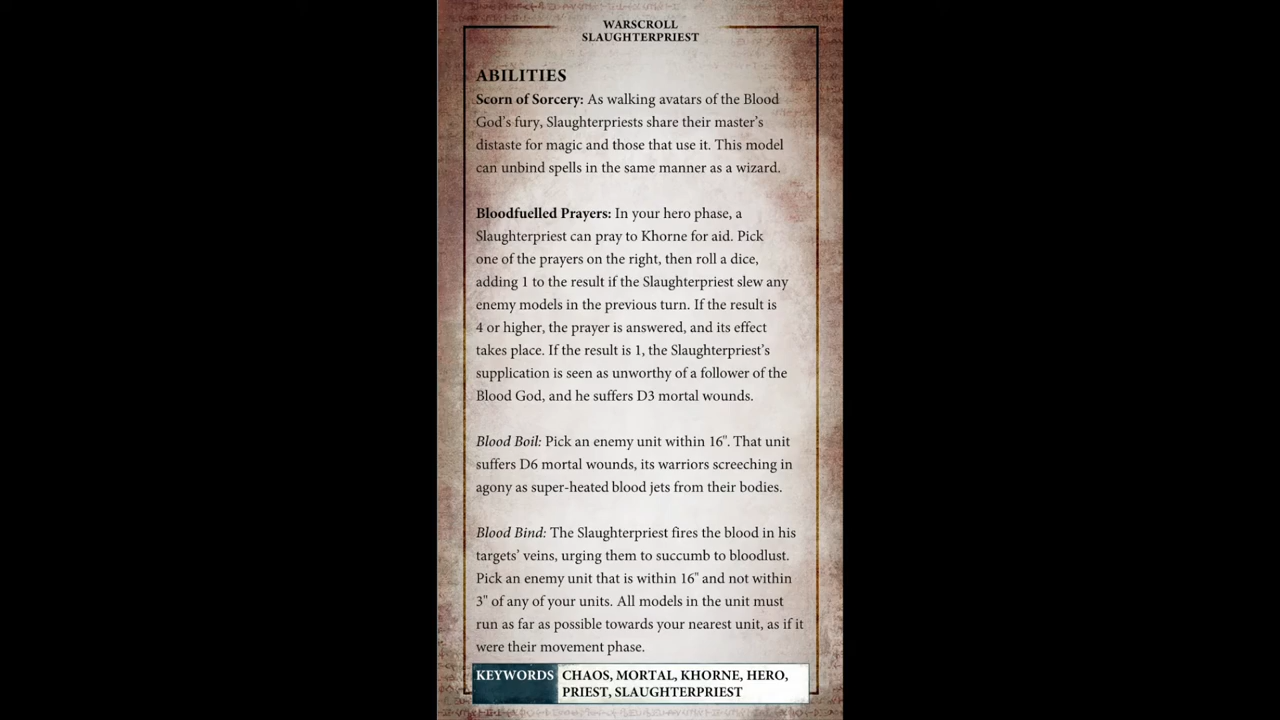 WARSCROLL
SLAUGHTERPRIEST
ABILITIES
Scorn of Sorcery: As walking avatars of the Blood
God's fury, Slaughterpriests share their master's
distaste for magic and those that use it. This model
can unbind spells in the same manner as a wizard.
Bloodfuelled Prayers: In your hero phase, a
Slaughterpriest can pray to Khorne for aid. Pick
one of the prayers on the right, then roll a dice,
adding 1 to the result if the Slaughterpriest slew any
enemy models in the previous turn. If the result is
4 or higher, the prayer is answered, and its effect
takes place. If the result is 1, the Slaughterpriest's
supplication is seen as unworthy of a follower of the
Blood God, and he suffers D3 mortal wounds.
Blood Boil: Pick an enemy unit within 16". That unit
suffers D6 mortal wounds, its warriors screeching in
agony as super-heated blood jets from their bodies.
Blood Bind: The Slaughterpriest fires the blood in his
targets' veins, urging them to succumb to bloodlust.
Pick an enemy unit that is within 16" and not within
3" of any of your units. All models in the unit must
run as far as possible towards your nearest unit, as if it
were their movement phase.
KEYWORDS CHAOS, MORTAL, KHORNE, HERO,
PRIEST, SLAUGHTERPRIEST